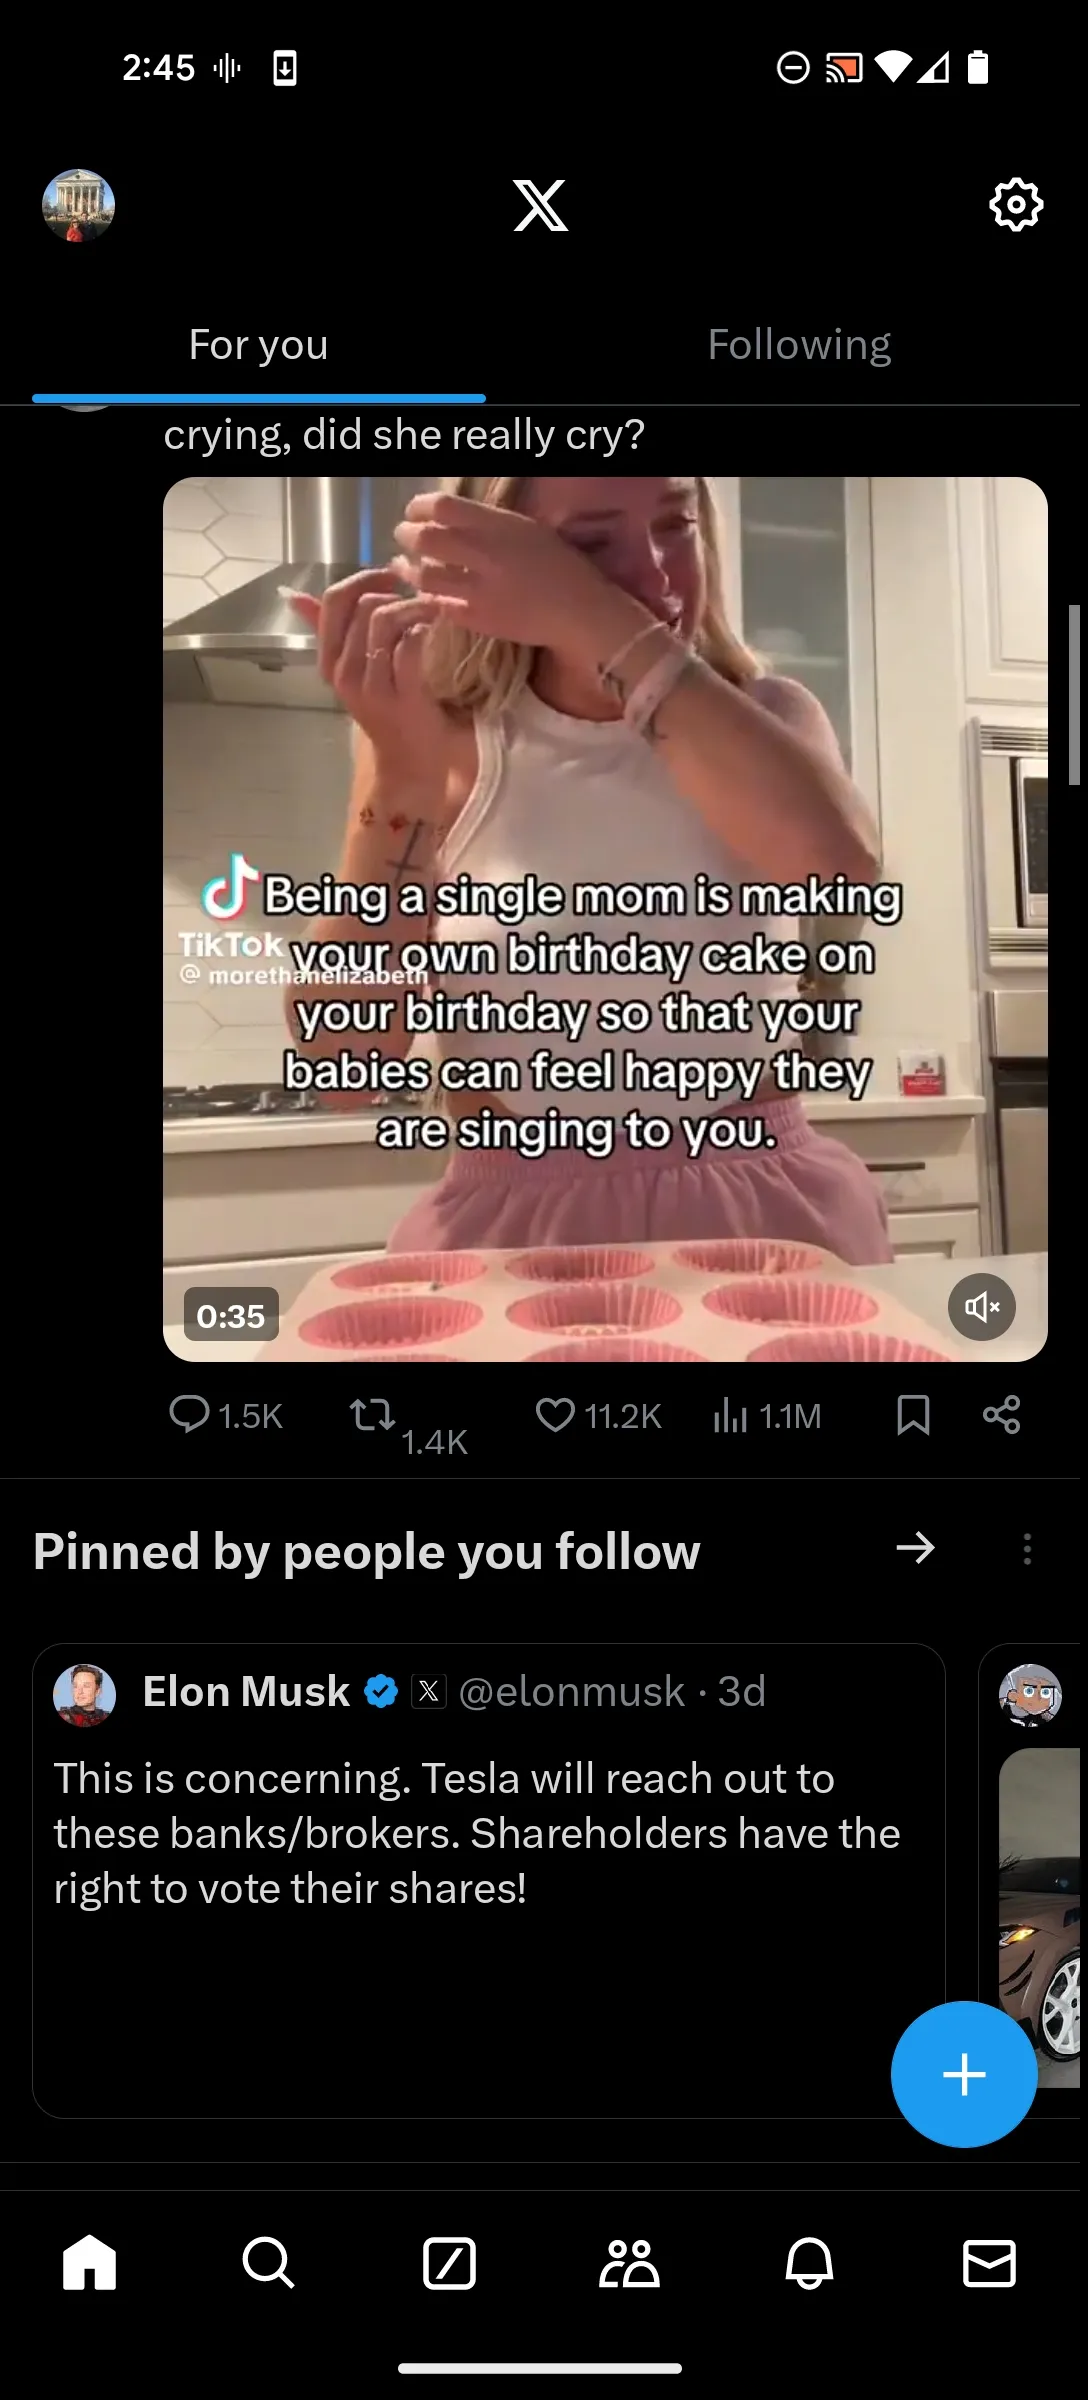 2:45
For you
Following
crying, did she really cry?
Being a single mom is making
your own birthday cake on
your birthday so that your
babies can feel happy they
are singing to you.
TikTok
@ morethanelizabeth
0:35
1.5K
1.4K
11.2K
1.1M
Pinned by people you follow
Elon Musk @elonmusk · 3d
This is concerning. Tesla will reach out to
these banks/brokers. Shareholders have the
right to vote their shares!